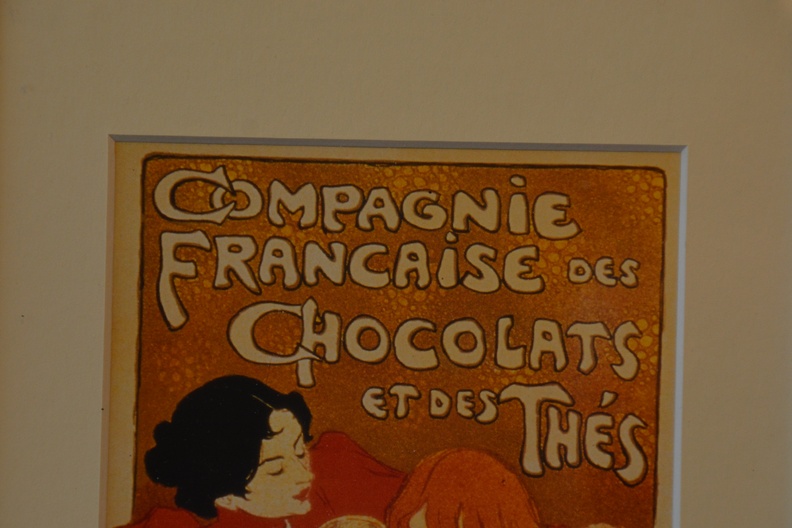 COMPAGNiE
FRANCAiSE DES
CHOCOLATS
ET DES THÉS